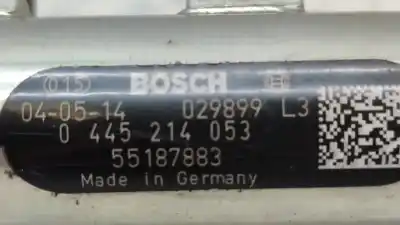 (015) BOSCH
04-05-14 029899 L3
0 445 214 053
55187883
Made in Germany